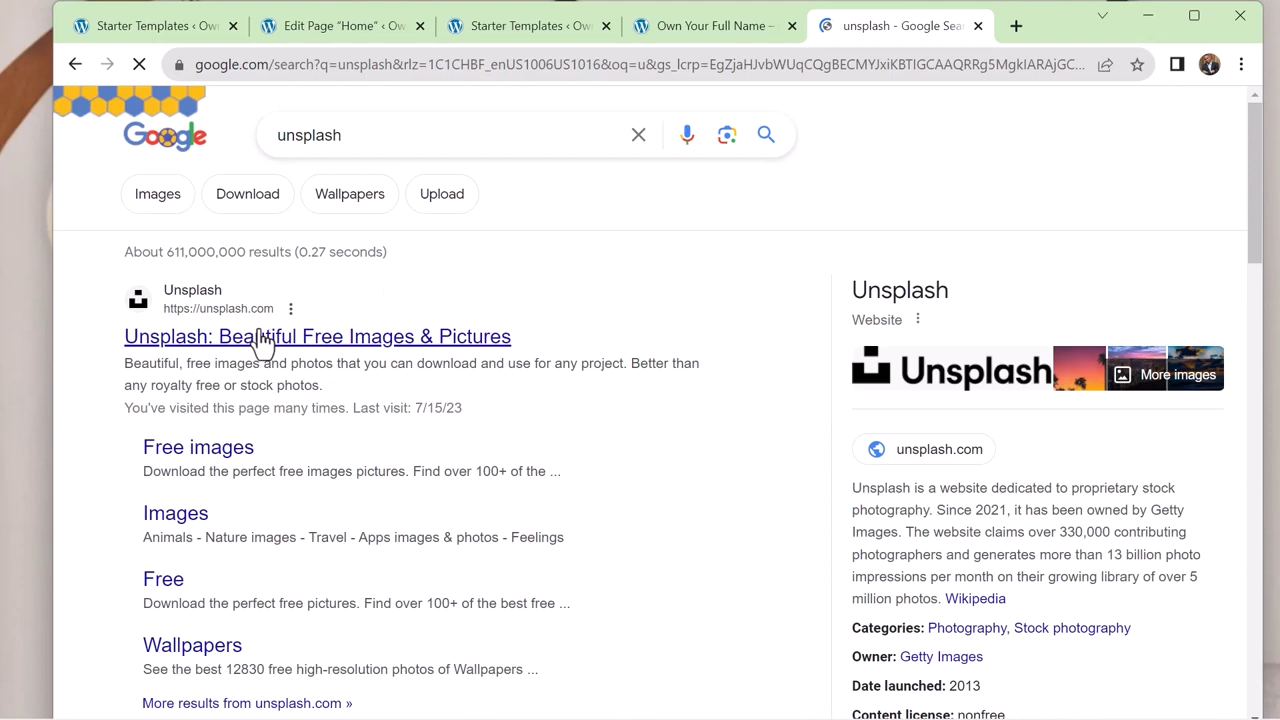 Starter Templates ‹ Ow
Edit Page “Home” ‹ Ow
Starter Templates ‹ Ow
Own Your Full Name –
unsplash - Google Sea
google.com/search?q=unsplash&rlz=1C1CHBF_enUS1006US1016&oq=u&gs_lcrp=EgZjaHJvbWUqCQgBECMYJxiKBTIGCAAQRRg5MgkIARAjGC...
Google
unsplash
Images
Download
Wallpapers
Upload
About 611,000,000 results (0.27 seconds)
Unsplash
https://unsplash.com
Unsplash: Beautiful Free Images & Pictures
Beautiful, free images and photos that you can download and use for any project. Better than
any royalty free or stock photos.
You've visited this page many times. Last visit: 7/15/23
Free images
Download the perfect free images pictures. Find over 100+ of the ...
Images
Animals - Nature images - Travel - Apps images & photos - Feelings
Free
Download the perfect free pictures. Find over 100+ of the best free ...
Wallpapers
See the best 12830 free high-resolution photos of Wallpapers ...
More results from unsplash.com »
Unsplash
Website
Unsplash
More images
unsplash.com
Unsplash is a website dedicated to proprietary stock
photography. Since 2021, it has been owned by Getty
Images. The website claims over 330,000 contributing
photographers and generates more than 13 billion photo
impressions per month on their growing library of over 5
million photos. Wikipedia
Categories: Photography, Stock photography
Owner: Getty Images
Date launched: 2013
Content license: nonfree